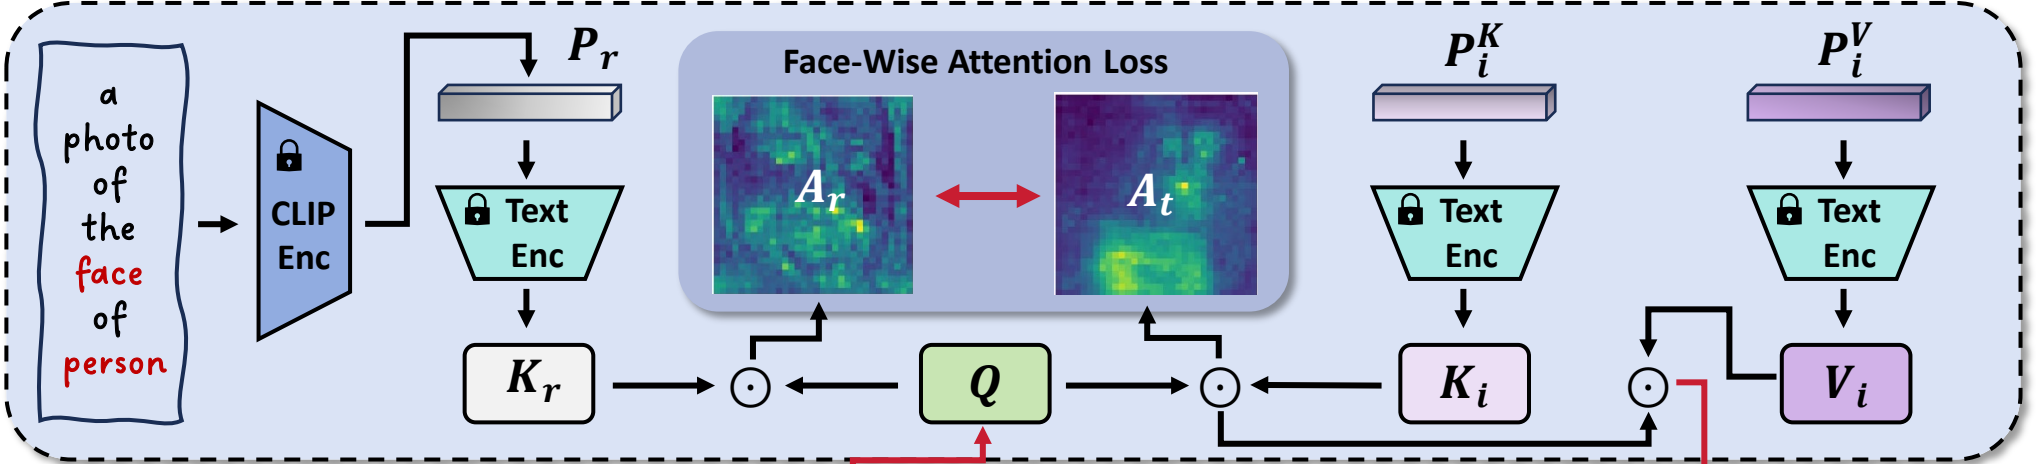 a
photo
of
the
face
of
person
CLIP
Enc
P_r
Text
Enc
K_r
Face-Wise Attention Loss
A_r
A_t
Q
P_i^K
Text
Enc
K_i
P_i^V
Text
Enc
V_i